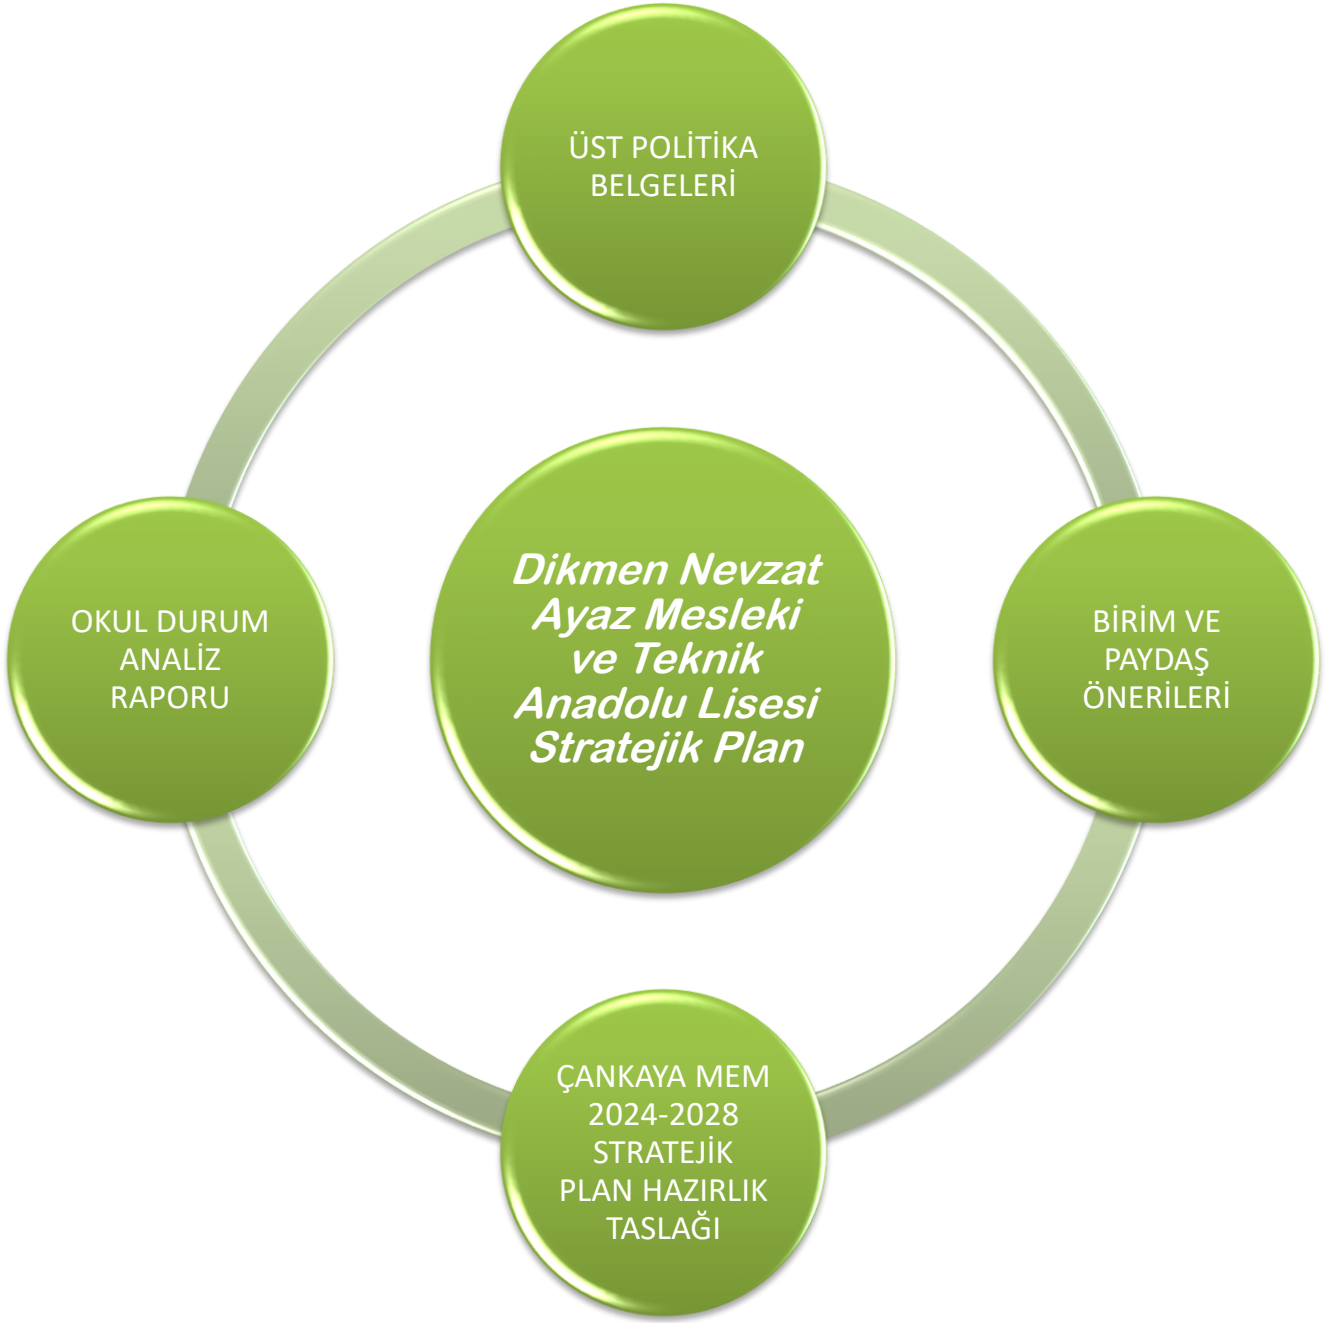 ÜST POLİTİKA
BELGELERİ
Dikmen Nevzat
Ayaz Mesleki
ve Teknik
Anadolu Lisesi
Stratejik Plan
OKUL DURUM
ANALİZ
RAPORU
BİRİM VE
PAYDAŞ
ÖNERİLERİ
ÇANKAYA MEM
2024-2028
STRATEJİK
PLAN HAZIRLIK
TASLAĞI